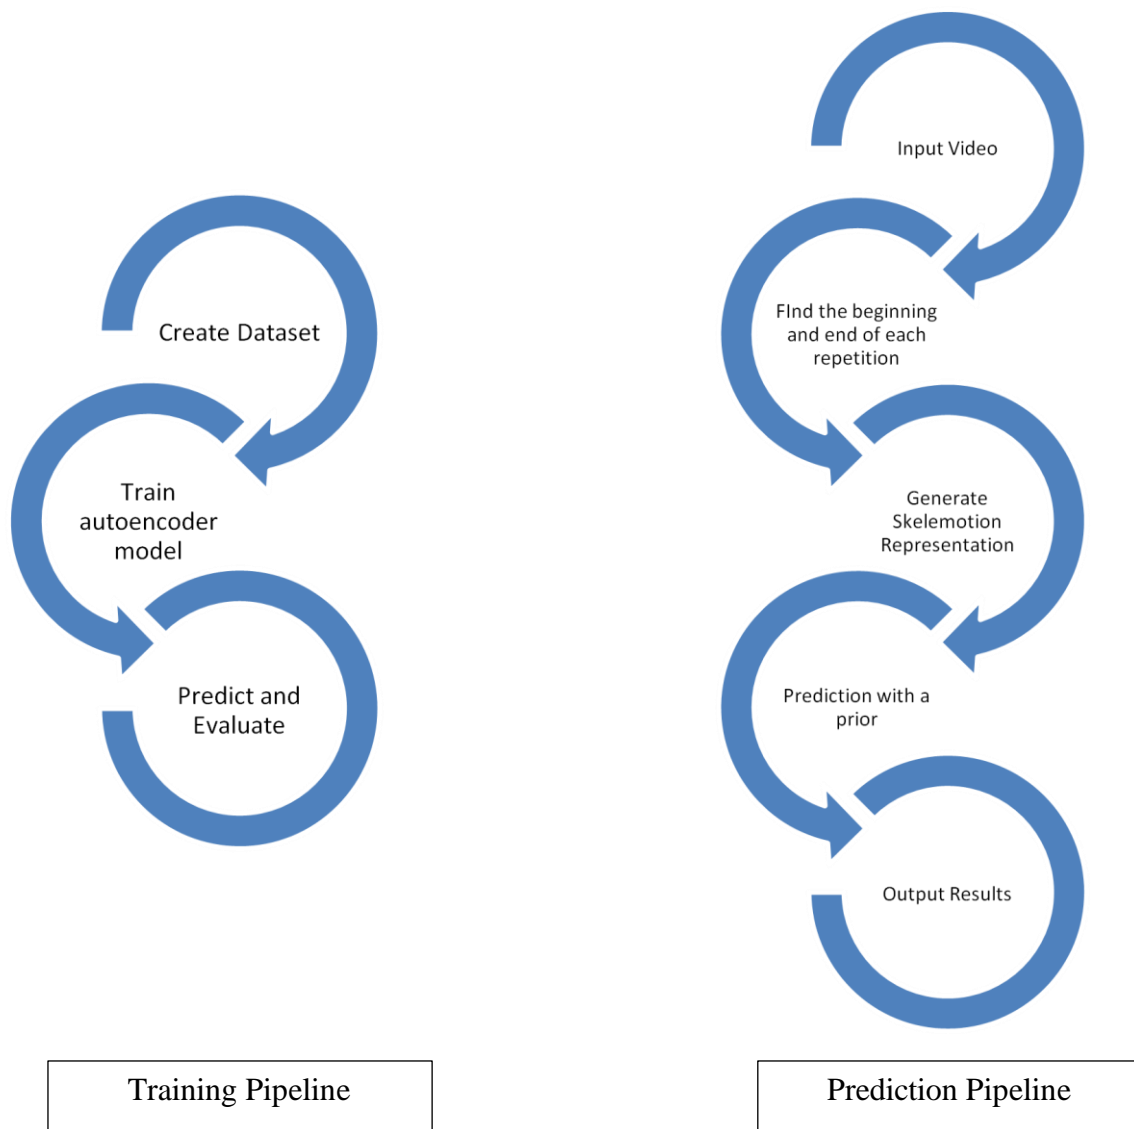 Create Dataset
Train
autoencoder
model
Predict and
Evaluate
Training Pipeline
Input Video
FInd the beginning
and end of each
repetition
Generate
Skelemotion
Representation
Prediction with a
prior
Output Results
Prediction Pipeline